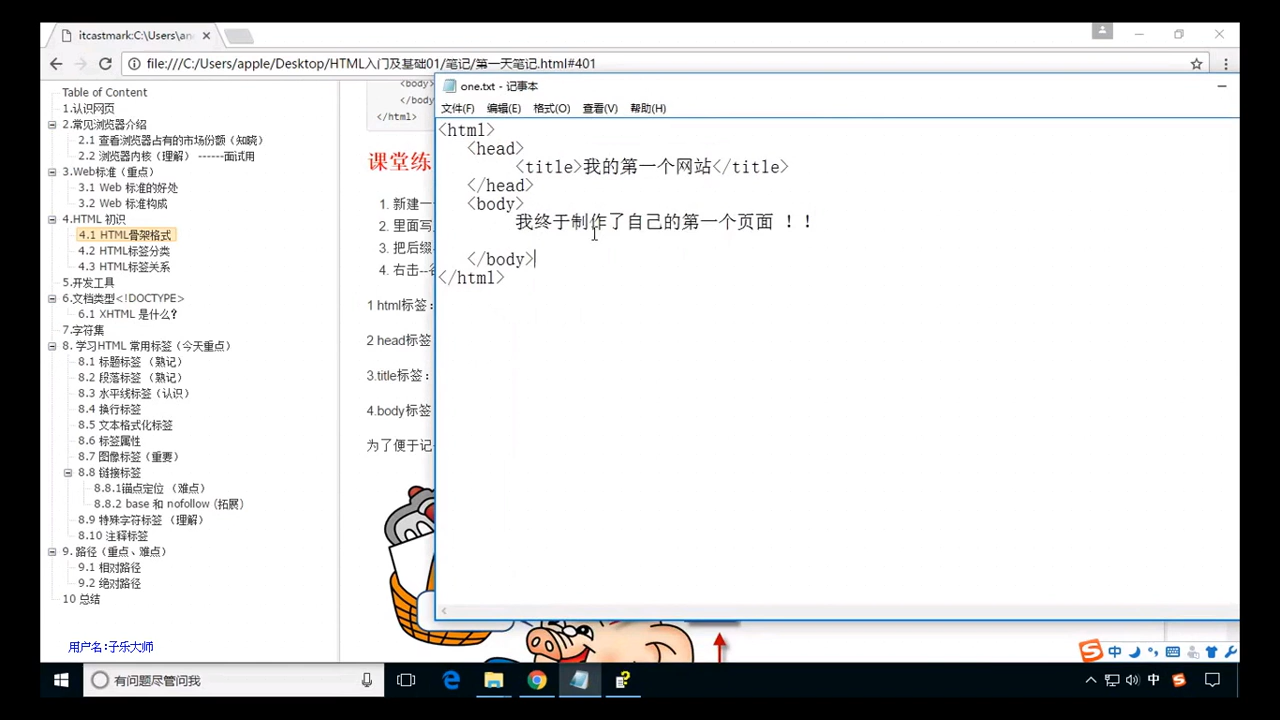 itcastmark:C:\Users\an
file:///C:/Users/apple/Desktop/HTML入门及基础01/笔记/第一天笔记.html#401
Table of Contents
1.认识网页
2.常见浏览器介绍
2.1 查看浏览器占有的市场份额（知晓）
2.2 浏览器内核（理解） ------面试用
3.Web标准（重点）
3.1 Web 标准的好处
3.2 Web 标准构成
4.HTML 初识
4.1 HTML骨架格式
4.2 HTML标签分类
4.3 HTML标签关系
5.开发工具
6.文档类型<!DOCTYPE>
6.1 XHTML 是什么?
7.字符集
8. 学习HTML 常用标签（今天重点）
8.1 标题标签 （熟记）
8.2 段落标签 （熟记）
8.3 水平线标签（认识）
8.4 换行标签
8.5 文本格式化标签
8.6 标签属性
8.7 图像标签（重要）
8.8 链接标签
8.8.1锚点定位 （难点）
8.8.2 base 和 nofollow (拓展)
8.9 特殊字符标签 （理解）
8.10 注释标签
9. 路径（重点、难点）
9.1 相对路径
9.2 绝对路径
10 总结
用户名:子乐大师
<body>
</body
</html>
课堂练
1. 新建一
2. 里面写
3. 把后缀
4. 右击--
1 html标签：
2 head标签
3.title标签：
4.body标签
为了便于记
one.txt - 记事本
文件(F) 编辑(E) 格式(O) 查看(V) 帮助(H)
<html>
<head>
<title>我的第一个网站</title>
</head>
<body>
我终于制作了自己的第一个页面 ！！
</body>
</html>
中
有问题尽管问我
中